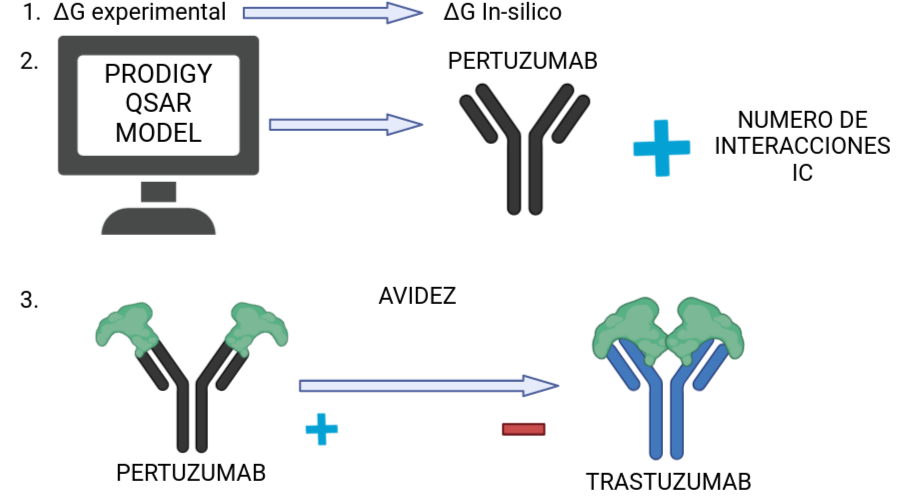 1. ΔG experimental
ΔG In-silico
2.
PRODIGY
QSAR
MODEL
PERTUZUMAB
NUMERO DE
INTERACCIONES
IC
3.
AVIDEZ
PERTUZUMAB
TRASTUZUMAB